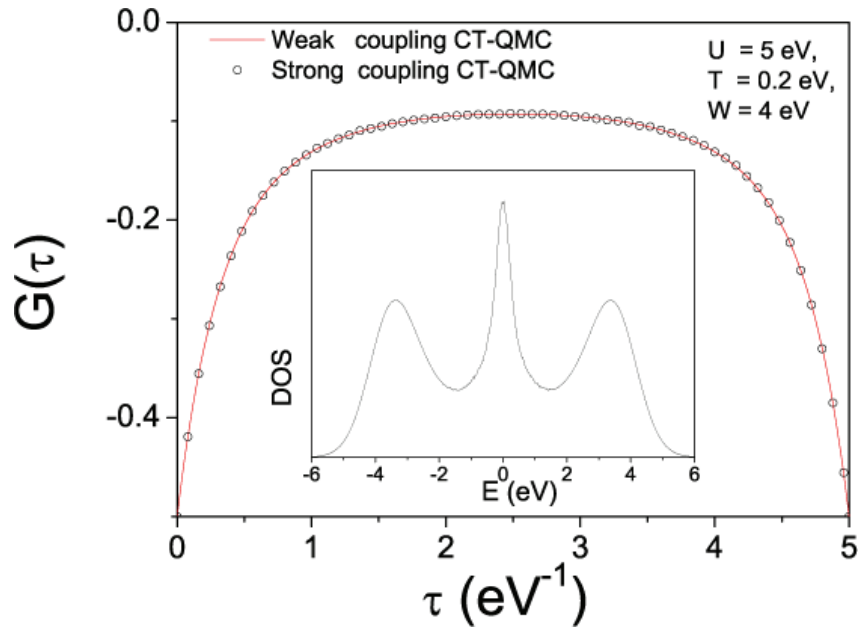 0.0
-0.2
-0.4
G(τ)
Weak coupling CT-QMC
Strong coupling CT-QMC
U = 5 eV,
T = 0.2 eV,
W = 4 eV
DOS
-6 -4 -2 0 2 4 6
E (eV)
0 1 2 3 4 5
τ (eV⁻¹)